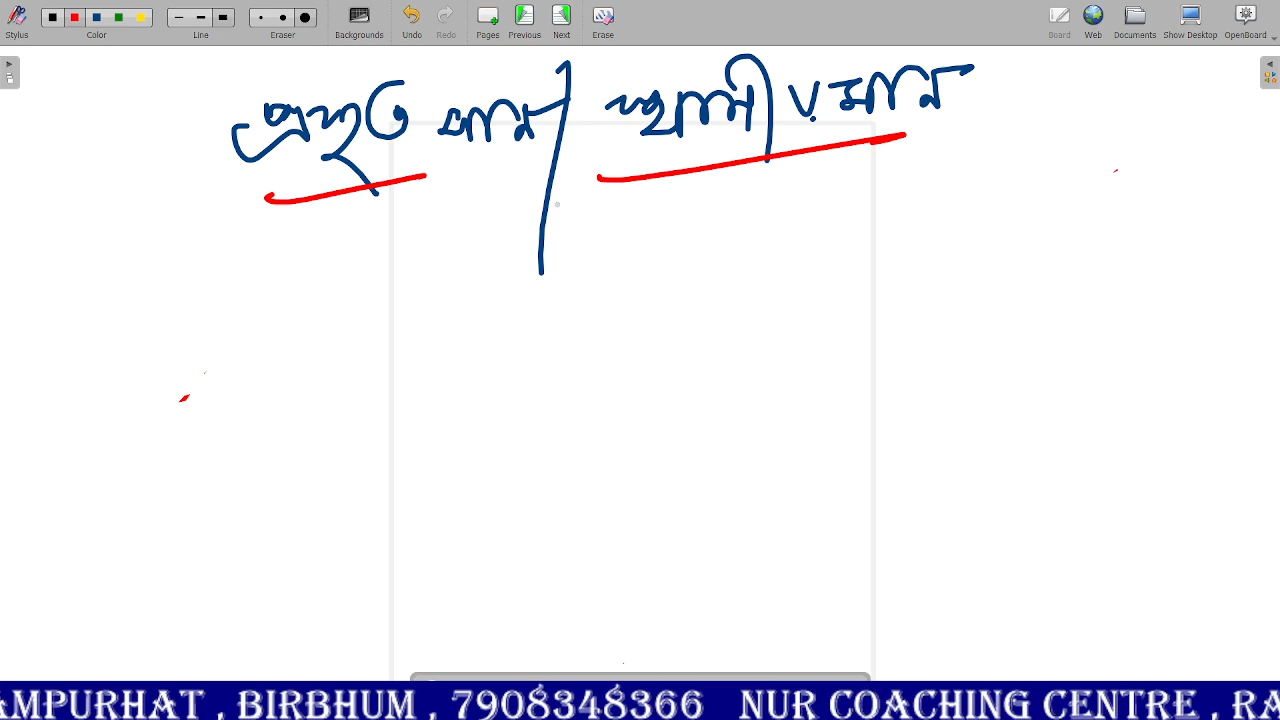 Stylus Color Line Eraser Backgrounds Undo Redo Pages Previous Next Erase Board Web Documents Show Desktop OpenBoard
প্রকৃত মান / স্থানীয় মান
AMPURHAT , BIRBHUM , 7908348366 NUR COACHING CENTRE , RA